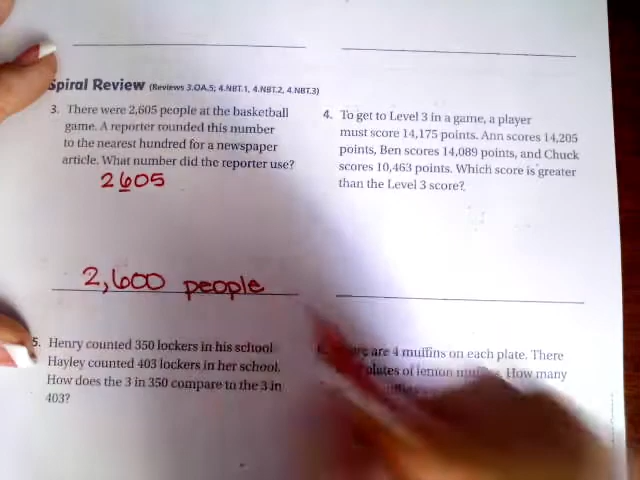 Spiral Review (Reviews 3.OA.5; 4.NBT.1, 4.NBT.2, 4.NBT.3)
3. There were 2,605 people at the basketball
game. A reporter rounded this number
to the nearest hundred for a newspaper
article. What number did the reporter use?
2605
2,600 people
4. To get to Level 3 in a game, a player
must score 14,175 points. Ann scores 14,205
points, Ben scores 14,089 points, and Chuck
scores 10,463 points. Which score is greater
than the Level 3 score?
5. Henry counted 350 lockers in his school.
Hayley counted 403 lockers in her school.
How does the 3 in 350 compare to the 3 in
403?
are 4 muffins on each plate. There
plates of lemon How many